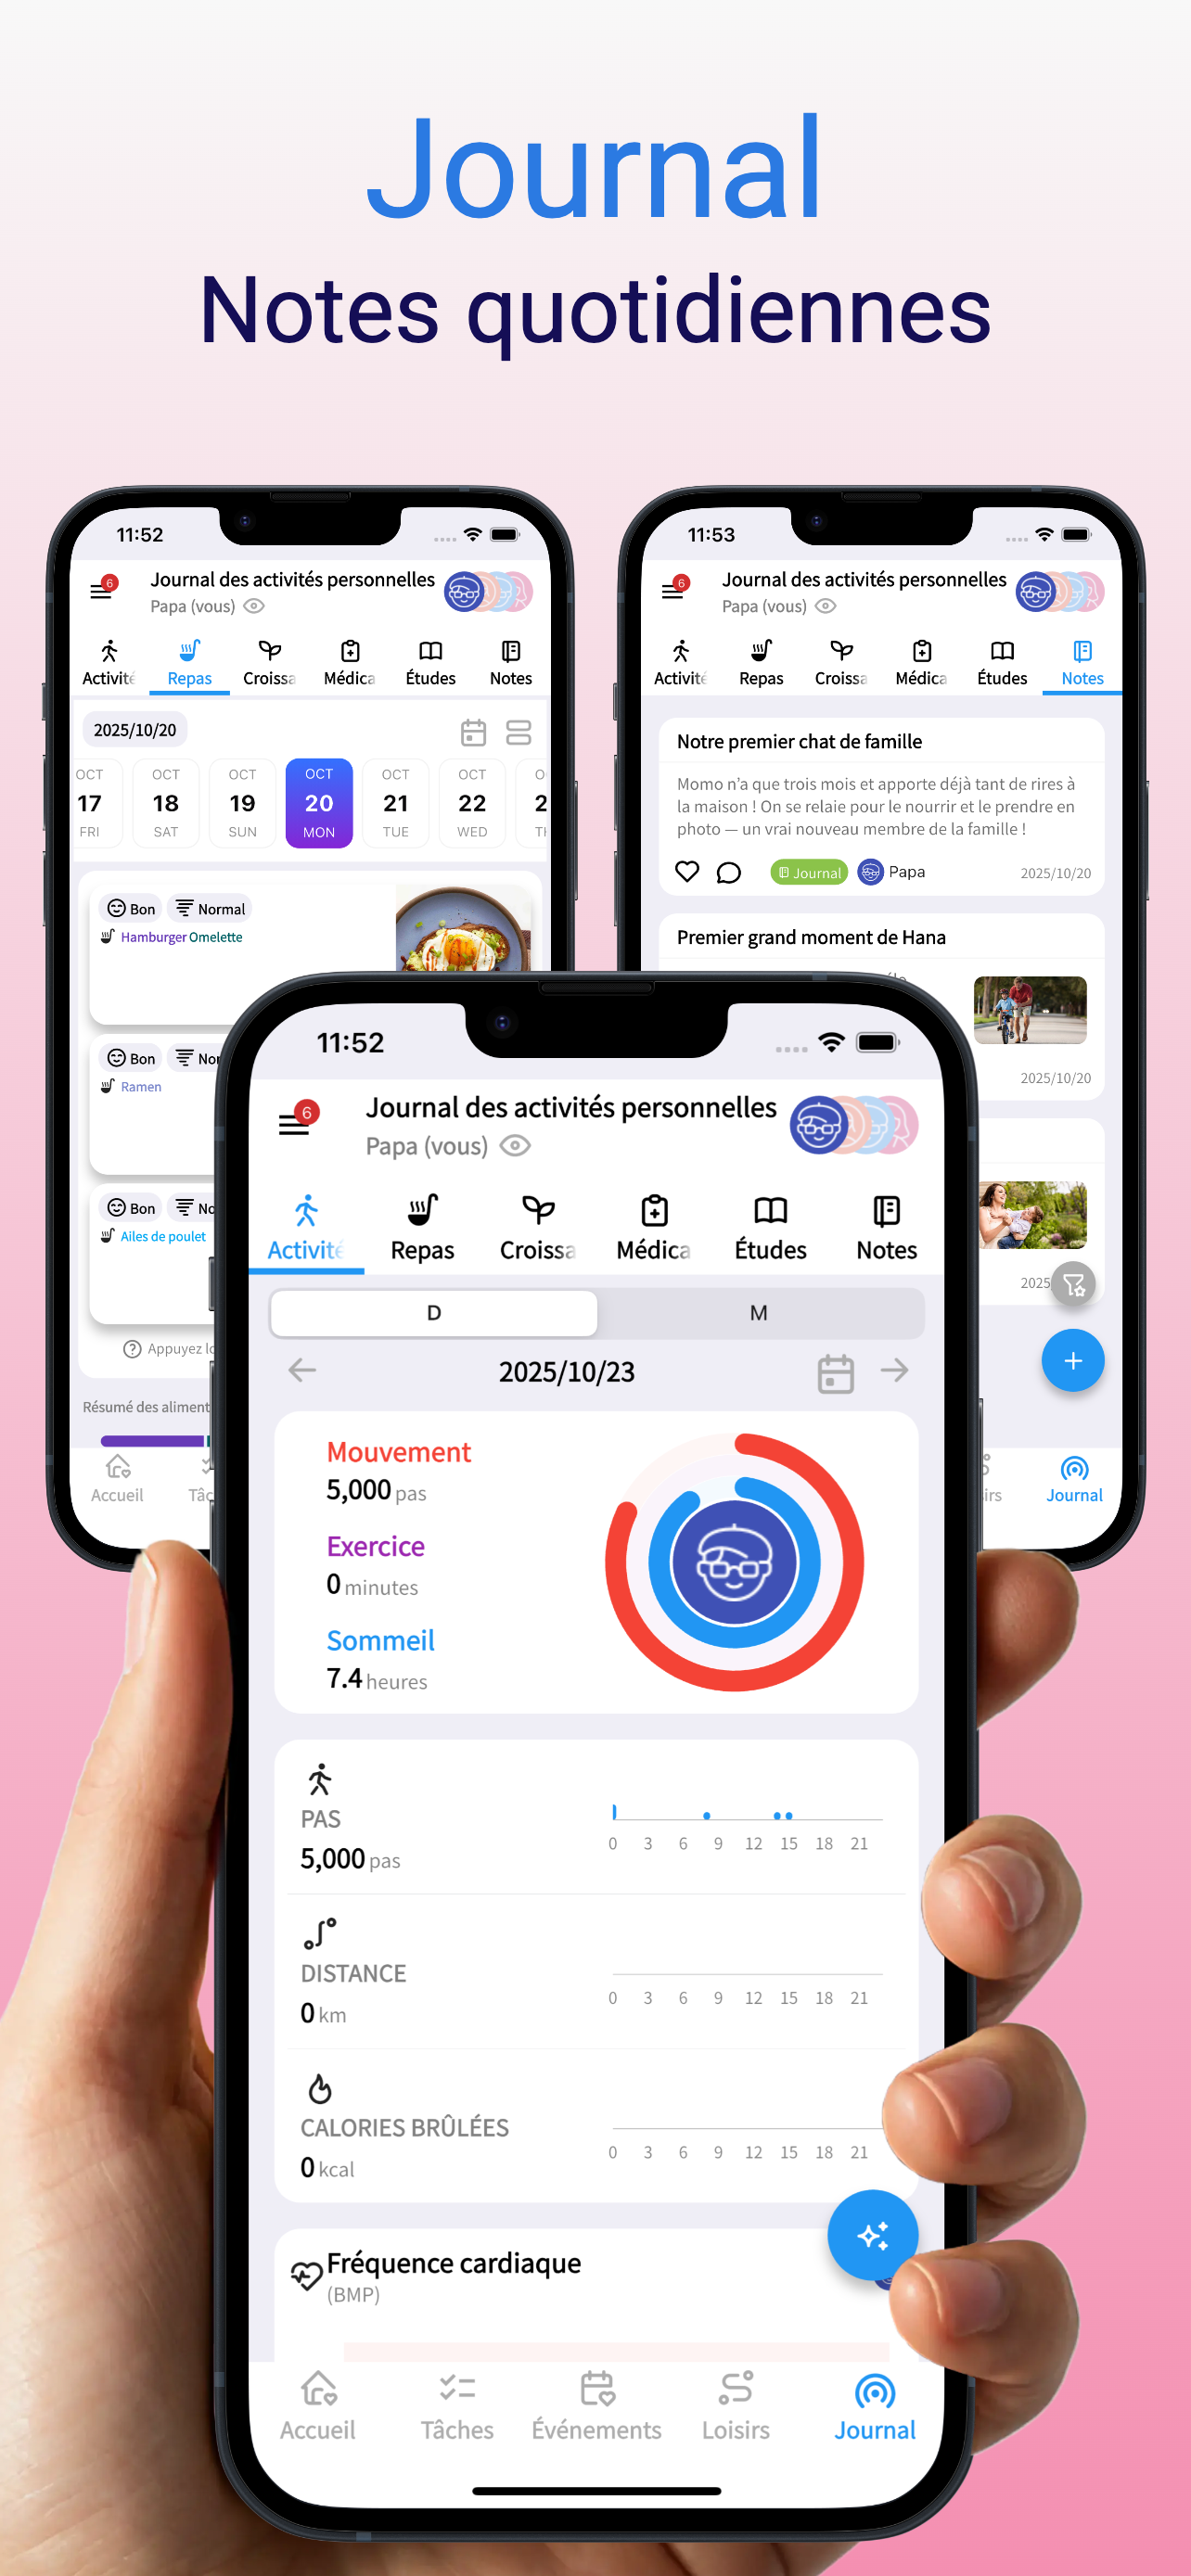 Journal
Notes quotidiennes
11:52
6
Journal des activités personnelles
Papa (vous)
Activité
Repas
Croissa
Médica
Études
Notes
2025/10/20
OCT
17
FRI
OCT
18
SAT
OCT
19
SUN
OCT
20
MON
OCT
21
TUE
OCT
22
WED
Bon
Normal
Hamburger Omelette
Bon
Ramen
Bon
Ailes de poulet
Appuyez
Résumé des aliment
Accueil
11:53
6
Journal des activités personnelles
Papa (vous)
Activité
Repas
Croissa
Médica
Études
Notes
Notre premier chat de famille
Momo n’a que trois mois et apporte déjà tant de rires à
la maison ! On se relaie pour le nourrir et le prendre en
photo — un vrai nouveau membre de la famille !
Journal
Papa
2025/10/20
Premier grand moment de Hana
2025/10/20
2025
Journal
11:52
6
Journal des activités personnelles
Papa (vous)
Activité
Repas
Croissa
Médica
Études
Notes
D
M
2025/10/23
Mouvement
5,000 pas
Exercice
0 minutes
Sommeil
7.4 heures
PAS
5,000 pas
0 3 6 9 12 15 18 21
DISTANCE
0 km
0 3 6 9 12 15 18 21
CALORIES BRÛLÉES
0 kcal
0 3 6 9 12 15 18 21
Fréquence cardiaque
(BMP)
Accueil
Tâches
Événements
Loisirs
Journal